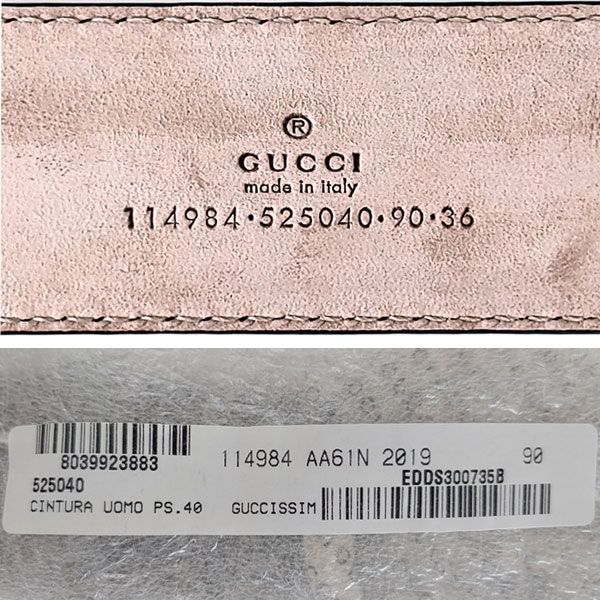 ®
GUCCI
made in italy
114984·525040·90·36
8039923883
114984 AA61N 2019 90
525040
EDDS300735B
CINTURA UOMO PS.40 GUCCISSIM